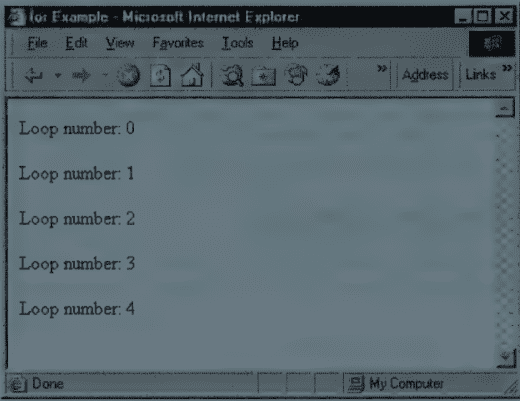 for Example - Microsoft Internet Explorer
File Edit View Favorites Tools Help
» Address Links »
Loop number: 0
Loop number: 1
Loop number: 2
Loop number: 3
Loop number: 4
Done My Computer